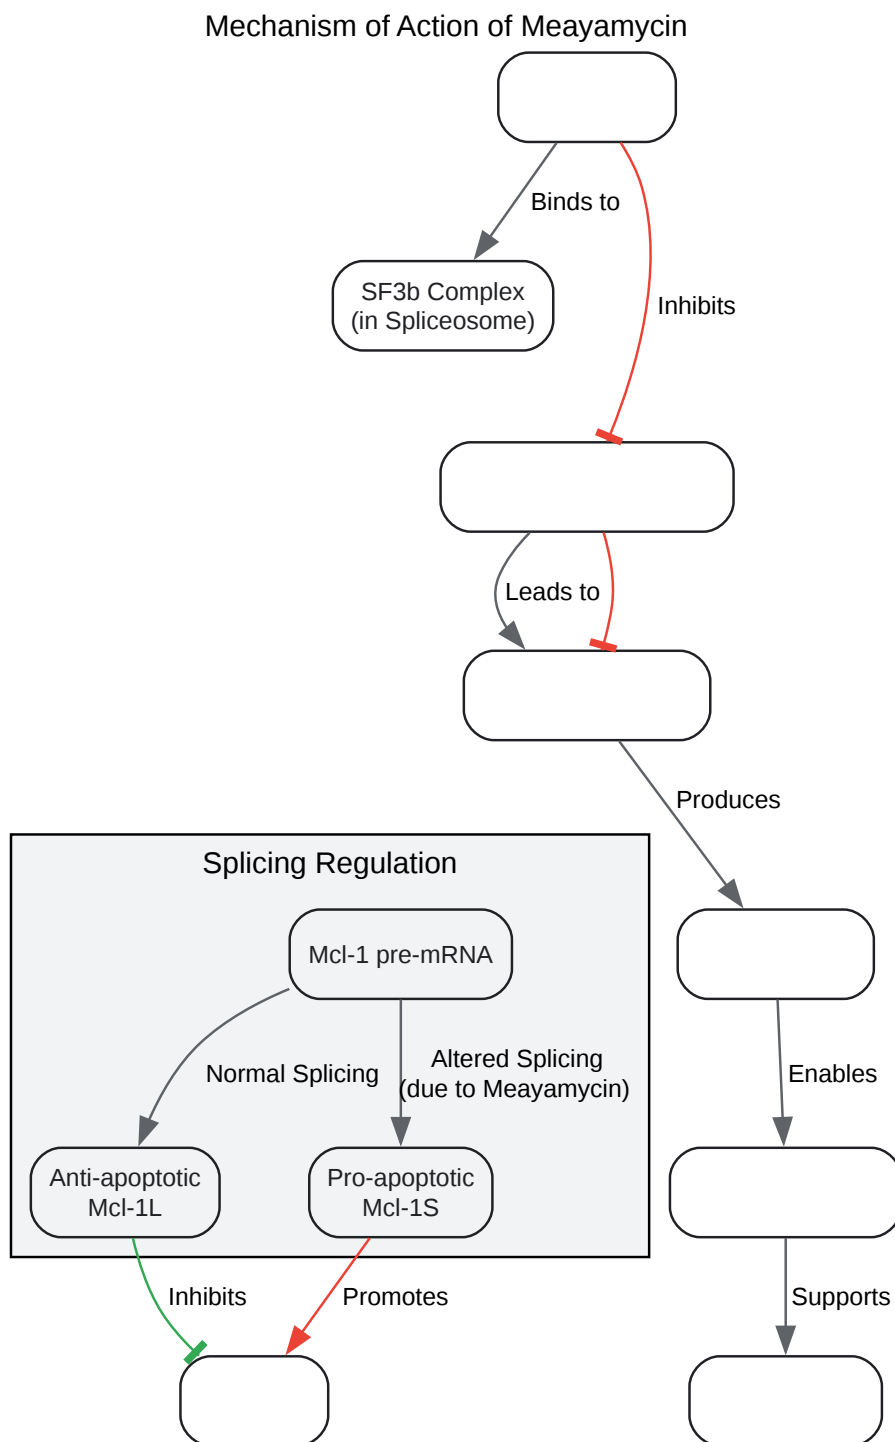 Mechanism of Action of Meayamycin
Binds to
SF3b Complex
(in Spliceosome)
Inhibits
Leads to
Produces
Splicing Regulation
Mcl-1 pre-mRNA
Normal Splicing
Altered Splicing
(due to Meayamycin)
Enables
Anti-apoptotic
Mcl-1L
Pro-apoptotic
Mcl-1S
Inhibits
Promotes
Supports